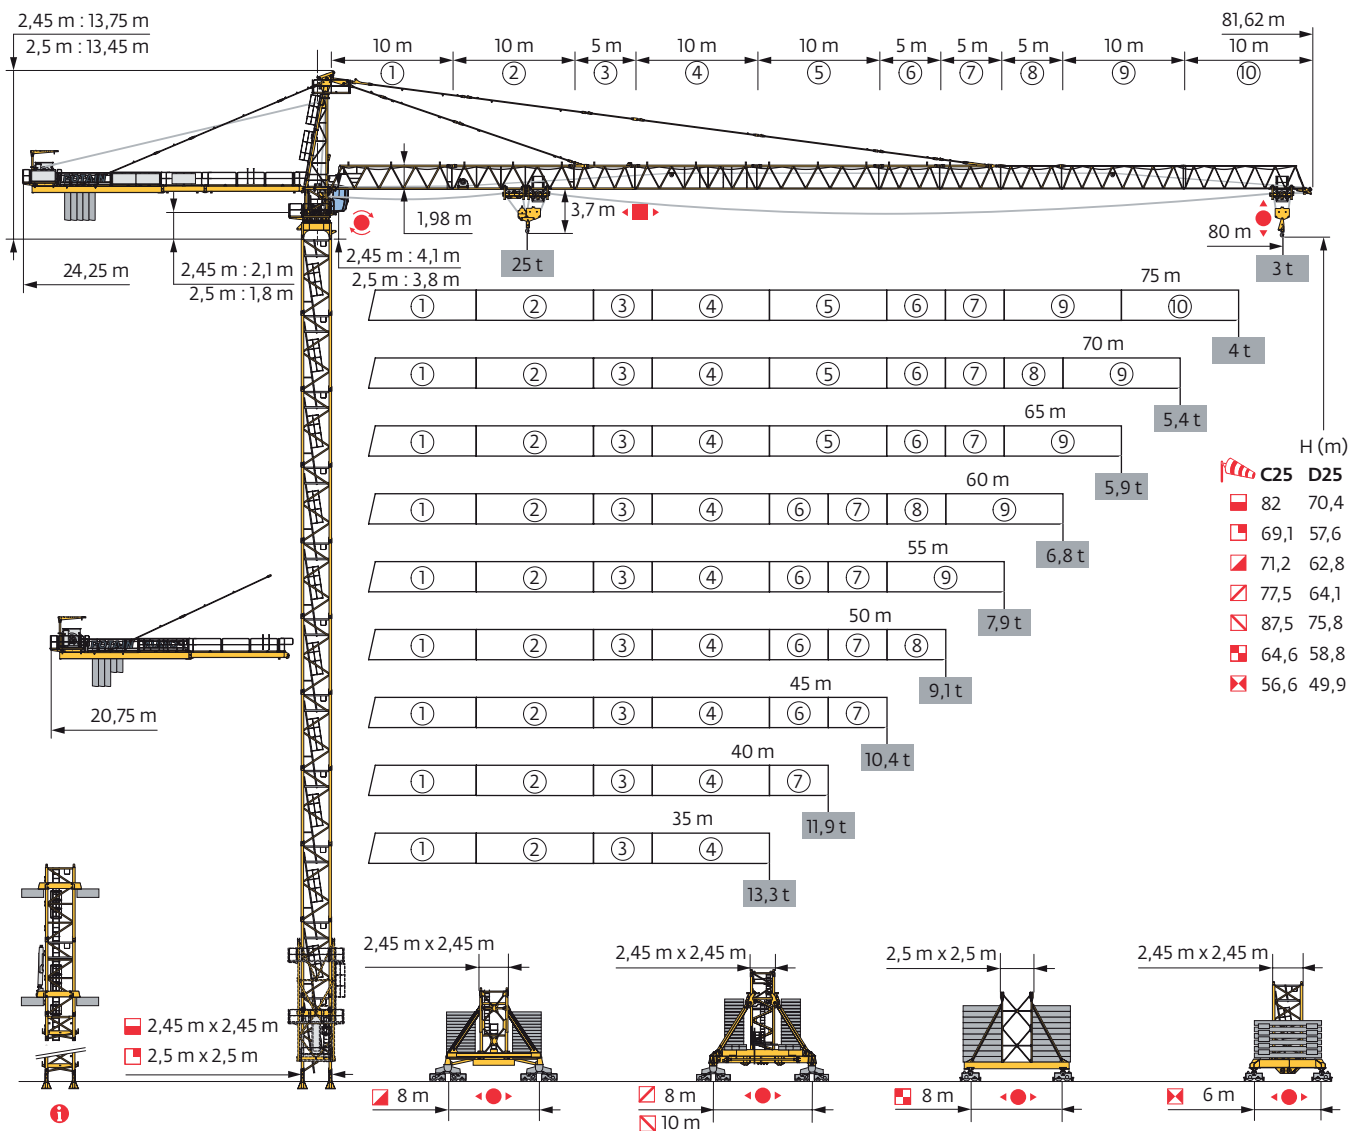 2,45 m : 13,75 m
2,5 m : 13,45 m
81,62 m
10 m 10 m 5 m 10 m 10 m 5 m 5 m 5 m 10 m 10 m
① ② ③ ④ ⑤ ⑥ ⑦ ⑧ ⑨ ⑩
1,98 m
3,7 m
80 m
24,25 m
2,45 m : 2,1 m
2,5 m : 1,8 m
2,45 m : 4,1 m
2,5 m : 3,8 m
25 t
3 t
75 m
① ② ③ ④ ⑤ ⑥ ⑦ ⑨ ⑩
4 t
70 m
① ② ③ ④ ⑤ ⑥ ⑦ ⑧ ⑨
5,4 t
65 m
① ② ③ ④ ⑤ ⑥ ⑦ ⑨
5,9 t
60 m
① ② ③ ④ ⑥ ⑦ ⑧ ⑨
6,8 t
55 m
① ② ③ ④ ⑥ ⑦ ⑨
7,9 t
50 m
① ② ③ ④ ⑥ ⑦ ⑧
9,1 t
45 m
① ② ③ ④ ⑥ ⑦
10,4 t
40 m
① ② ③ ④ ⑦
11,9 t
35 m
① ② ③ ④
13,3 t
H (m)
C25 D25
82 70,4
69,1 57,6
71,2 62,8
77,5 64,1
87,5 75,8
64,6 58,8
56,6 49,9
20,75 m
2,45 m x 2,45 m
2,5 m x 2,5 m
i
2,45 m x 2,45 m
8 m
2,45 m x 2,45 m
8 m
10 m
2,5 m x 2,5 m
8 m
2,45 m x 2,45 m
6 m